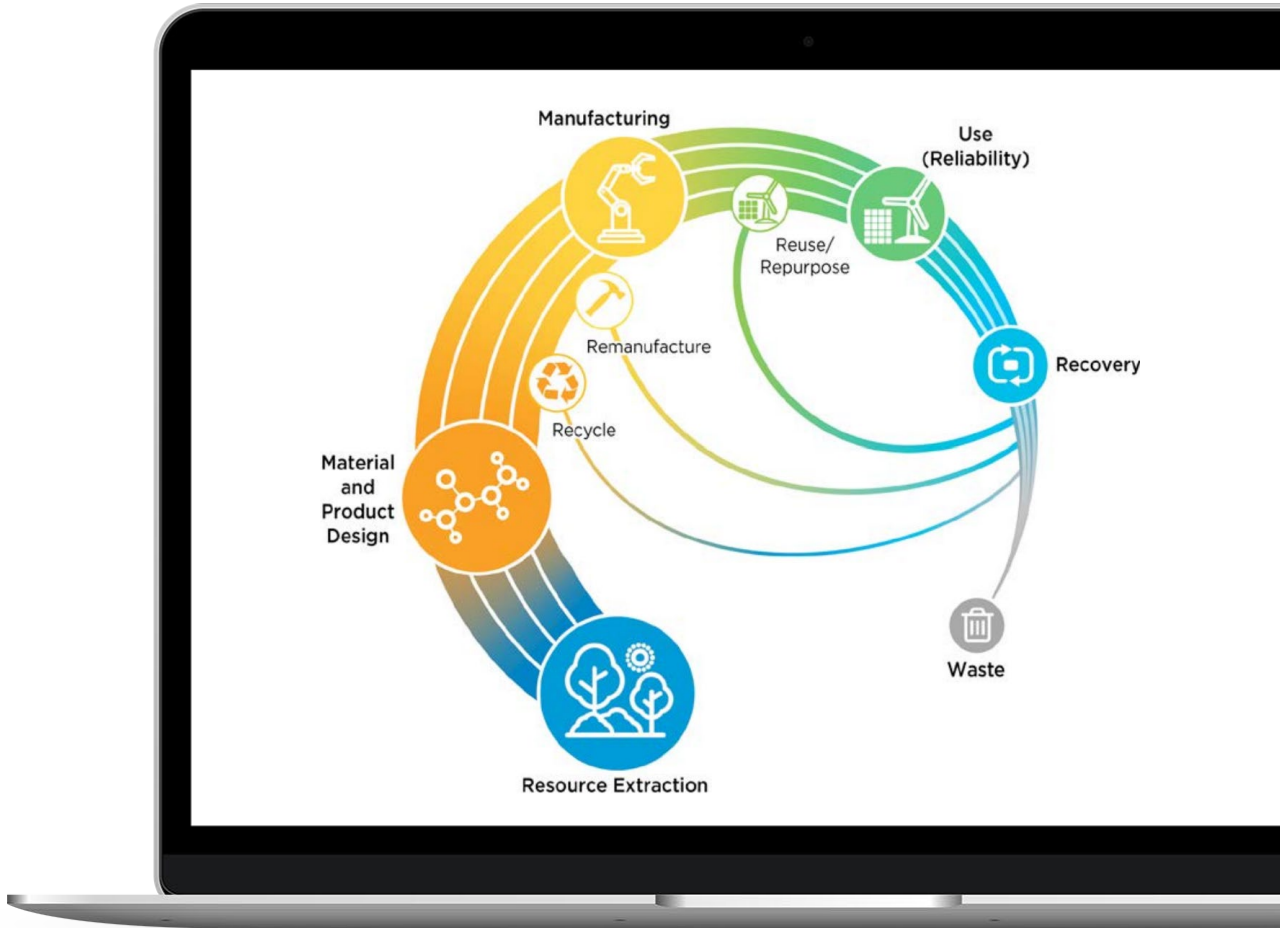 Manufacturing
Use
(Reliability)
Reuse/
Repurpose
Remanufacture
Recovery
Recycle
Material
and
Product
Design
Waste
Resource Extraction